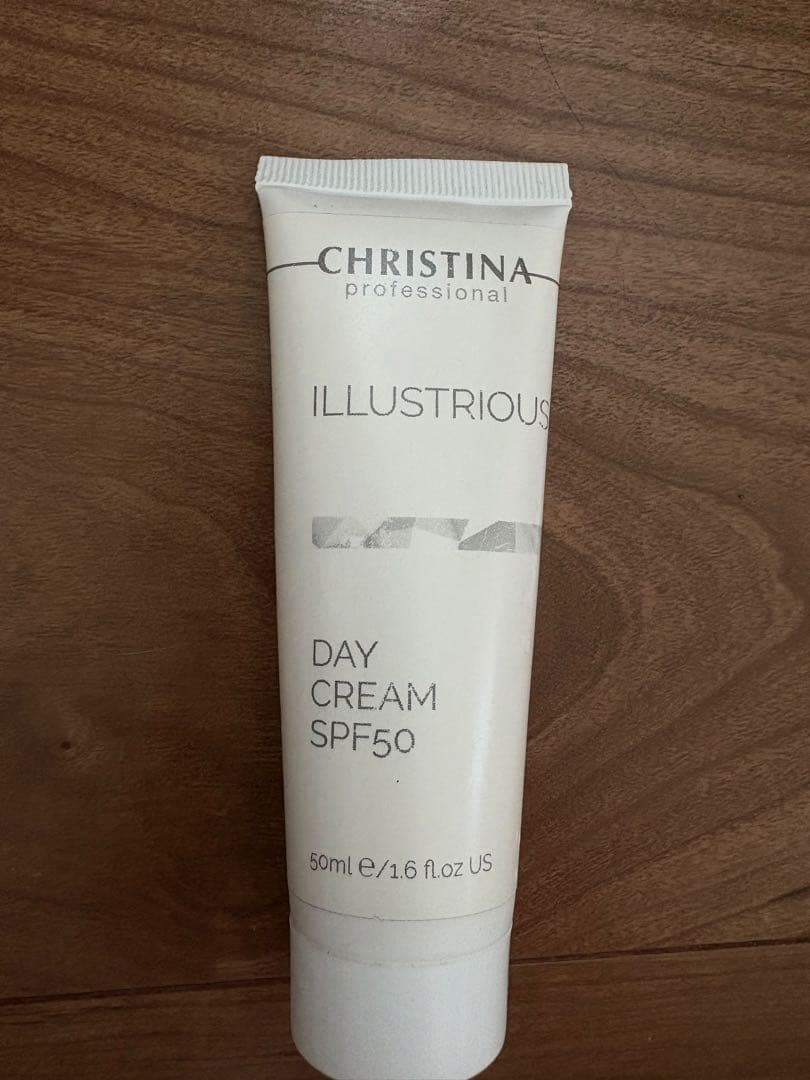 CHRISTINA
professional
ILLUSTRIOUS
DAY
CREAM
SPF50
50ml e/1.6 fl.oz US